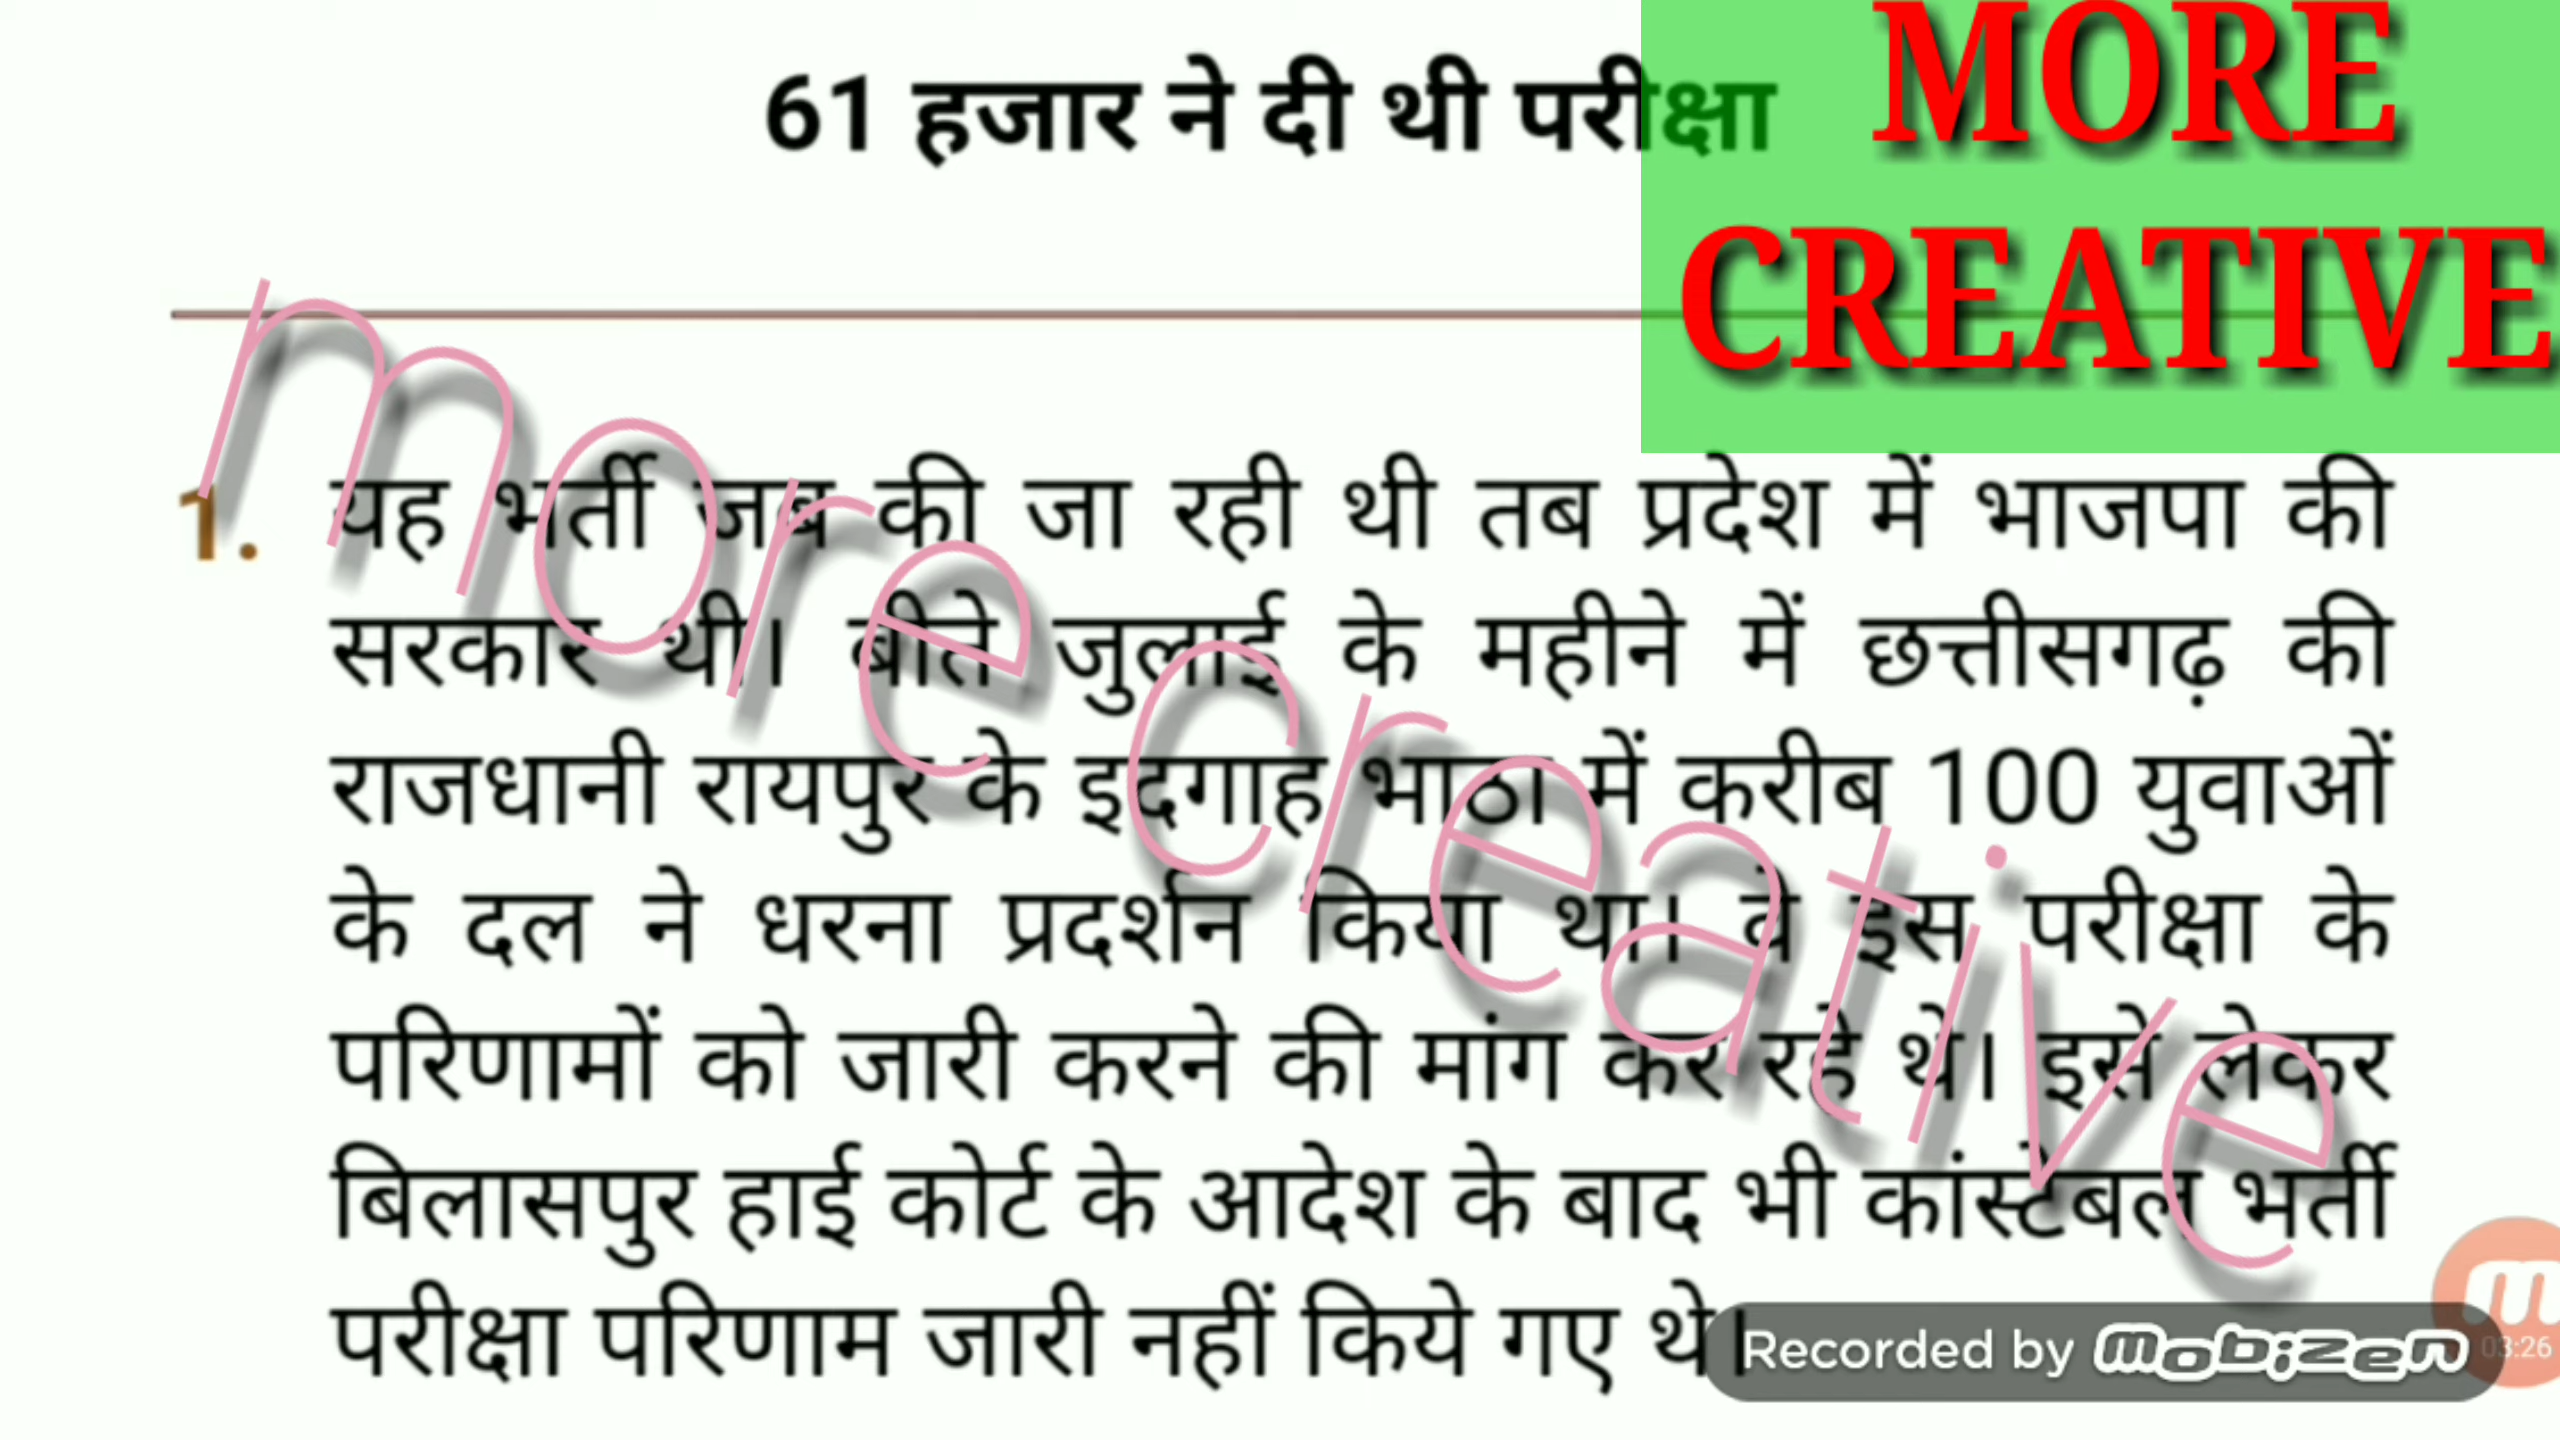 61 हजार ने दी थी परीक्षा
MORE
CREATIVE
1. यह भर्ती जब की जा रही थी तब प्रदेश में भाजपा की
सरकार थी। बीते जुलाई के महीने में छत्तीसगढ़ की
राजधानी रायपुर के इदगाह भाठा में करीब 100 युवाओं
के दल ने धरना प्रदर्शन किया था। वे इस परीक्षा के
परिणामों को जारी करने की मांग कर रहे थे। इसे लेकर
बिलासपुर हाई कोर्ट के आदेश के बाद भी कांस्टेबल भर्ती
परीक्षा परिणाम जारी नहीं किये गए थे।
more creative
Recorded by mobizen
03:26